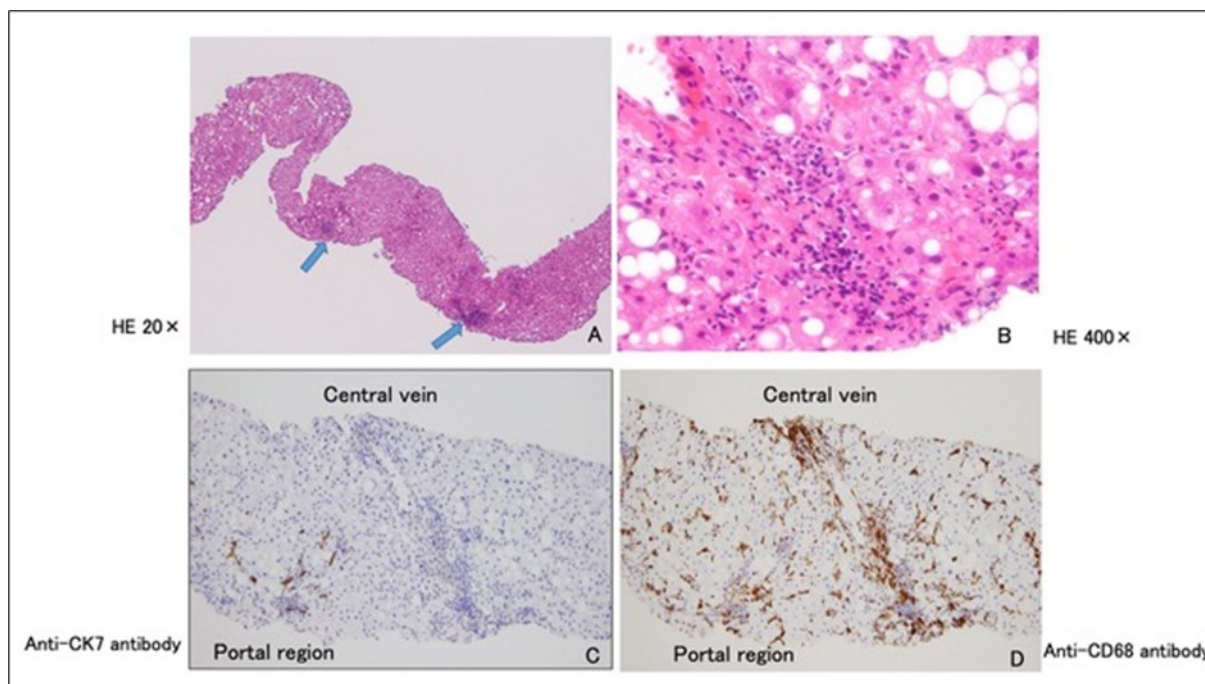 HE 20×
A
B
HE 400×
Central vein
Central vein
Anti-CK7 antibody
Portal region
C
Portal region
D
Anti-CD68 antibody